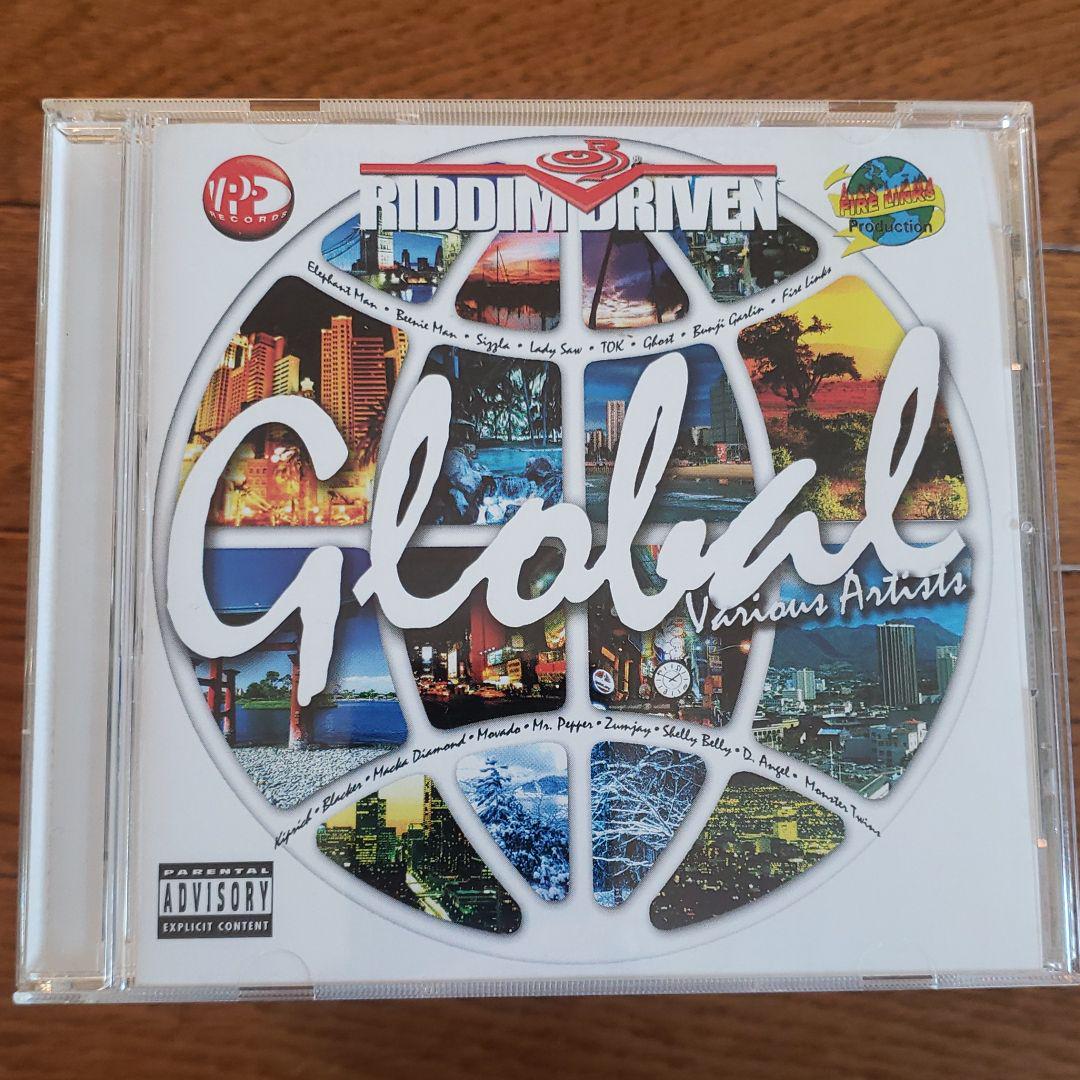 VP
RECORDS
RIDDIM DRIVEN
FIRE LINKS
Production
Elephant Man • Beenie Man • Sizzla • Lady Saw • TOK • Ghost • Bunji Garlin • Fire Links
Global
Various Artists
Kiprich • Blacker • Macka Diamond • Movado • Mr. Pepper • Zumjay • Shelly Belly • D. Angel • Monster Twins
PARENTAL
ADVISORY
EXPLICIT CONTENT